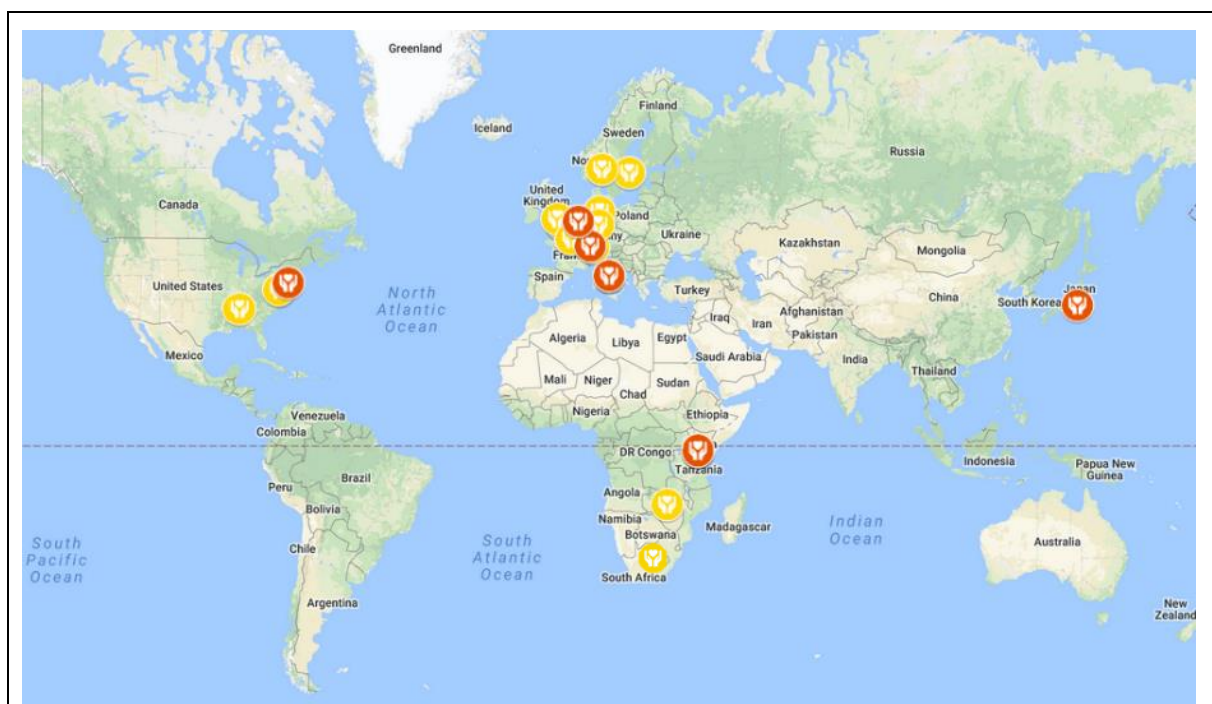 Greenland
Iceland
Finland
Sweden
No
Russia
United
Kingdom
Canada
Poland
ny
Ukraine
Kazakhstan
Mongolia
Fran
Spain
Turkey
United States
North
Atlantic
Ocean
China
Japan
South Korea
Iraq
Iran
Afghanistan
Pakistan
Algeria
Libya
Egypt
Saudi Arabia
India
Mexico
Mali
Niger
Chad
Sudan
Thailand
Nigeria
Ethiopia
Venezuela
Colombia
DR Congo
Tanzania
Indonesia
Papua New
Guinea
Brazil
Peru
Angola
Bolivia
Namibia
Botswana
Madagascar
Indian
Ocean
South
Pacific
Ocean
Chile
South
Atlantic
Ocean
South Africa
Australia
Argentina
New
Zealand